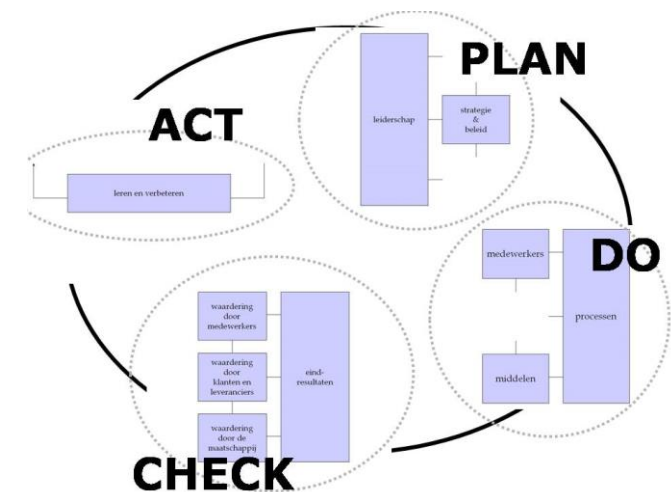 PLAN
leiderschap
strategie
&
beleid
DO
medewerkers
processen
middelen
CHECK
waardering
door
medewerkers
waardering
door
klanten en
leveranciers
waardering
door de
maatschappij
eind-
resultaten
ACT
leren en verbeteren